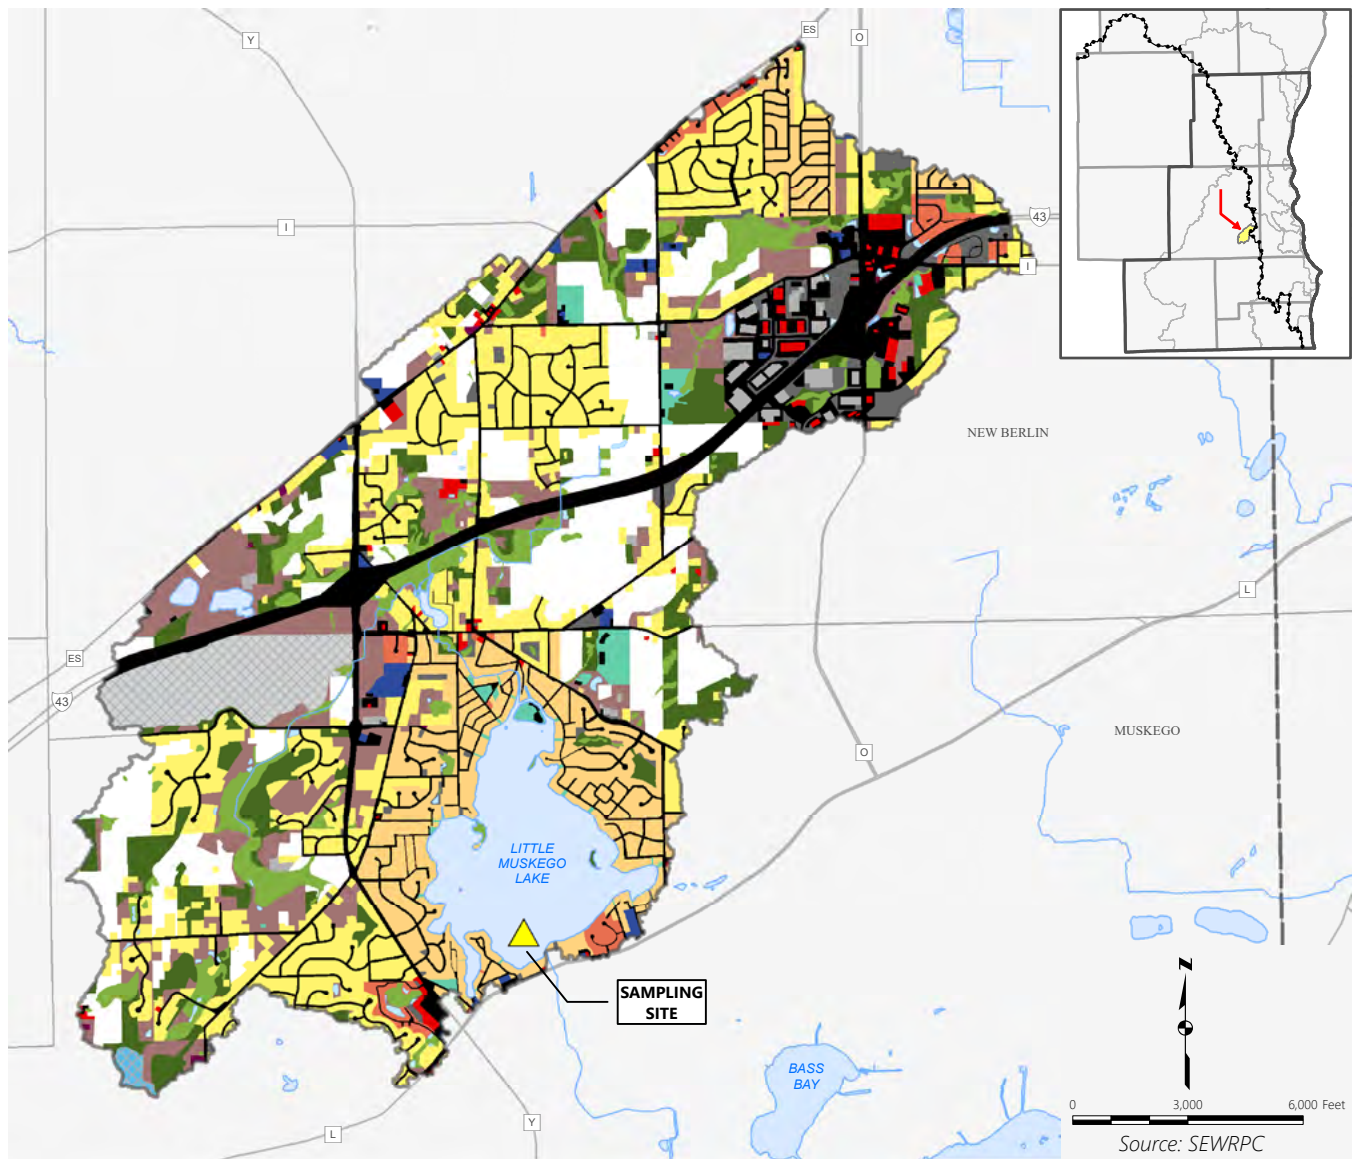 Y
ES
O
I
43
I
NEW BERLIN
L
ES
43
MUSKEGO
O
LITTLE
MUSKEGO
LAKE
SAMPLING
SITE
BASS
BAY
L
Y
N
0 3,000 6,000 Feet
Source: SEWRPC